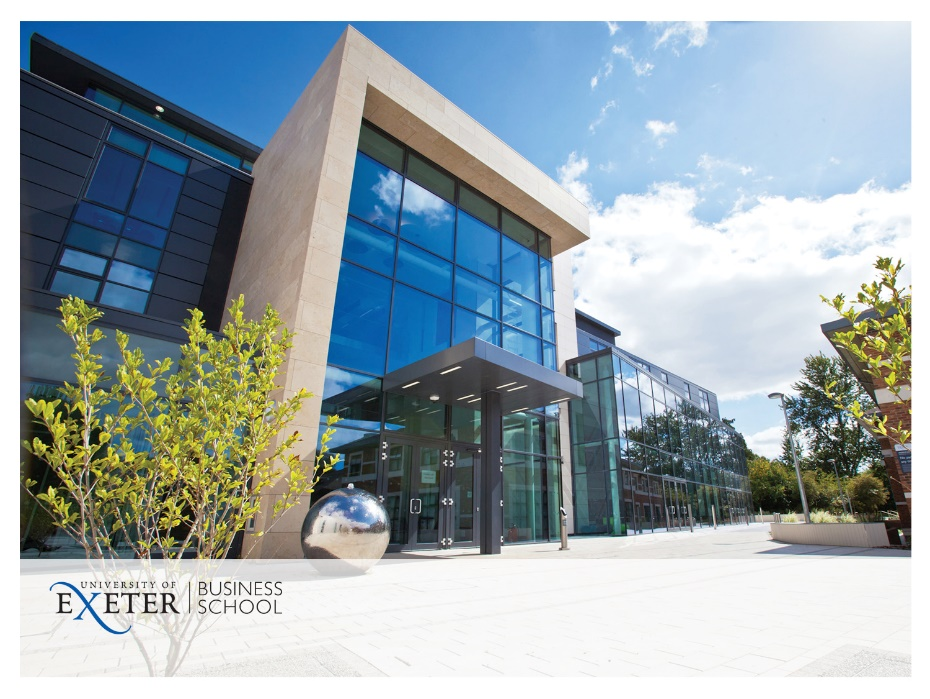 UNIVERSITY OF
EXETER
BUSINESS
SCHOOL